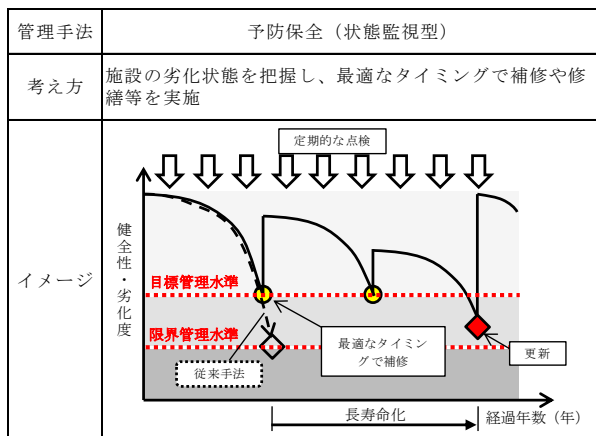 管理手法
予防保全（状態監視型）
考え方
施設の劣化状態を把握し、最適なタイミングで補修や修
繕等を実施
イメージ
定期的な点検
健全性・劣化度
目標管理水準
限界管理水準
従来手法
最適なタイミン
グで補修
更新
長寿命化
経過年数（年）